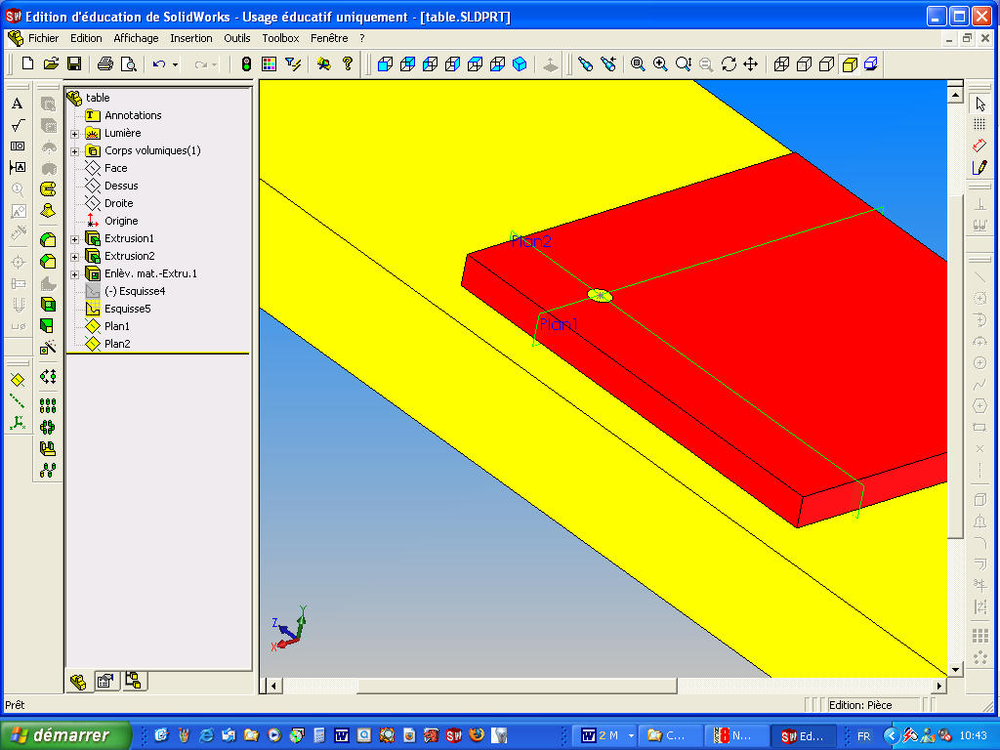 Edition d'éducation de SolidWorks - Usage éducatif uniquement - [table.SLDPRT]
Fichier Edition Affichage Insertion Outils Toolbox Fenêtre ?
table
Annotations
Lumière
Corps volumiques(1)
Face
Dessus
Droite
Origine
Extrusion1
Extrusion2
Enlèv. mat.-Extru.1
(-) Esquisse4
Esquisse5
Plan1
Plan2
Plan2
Plan1
Y
Z
X
Prêt
Edition: Pièce
démarrer
2 M
C...
N...
Ed...
FR
10:43